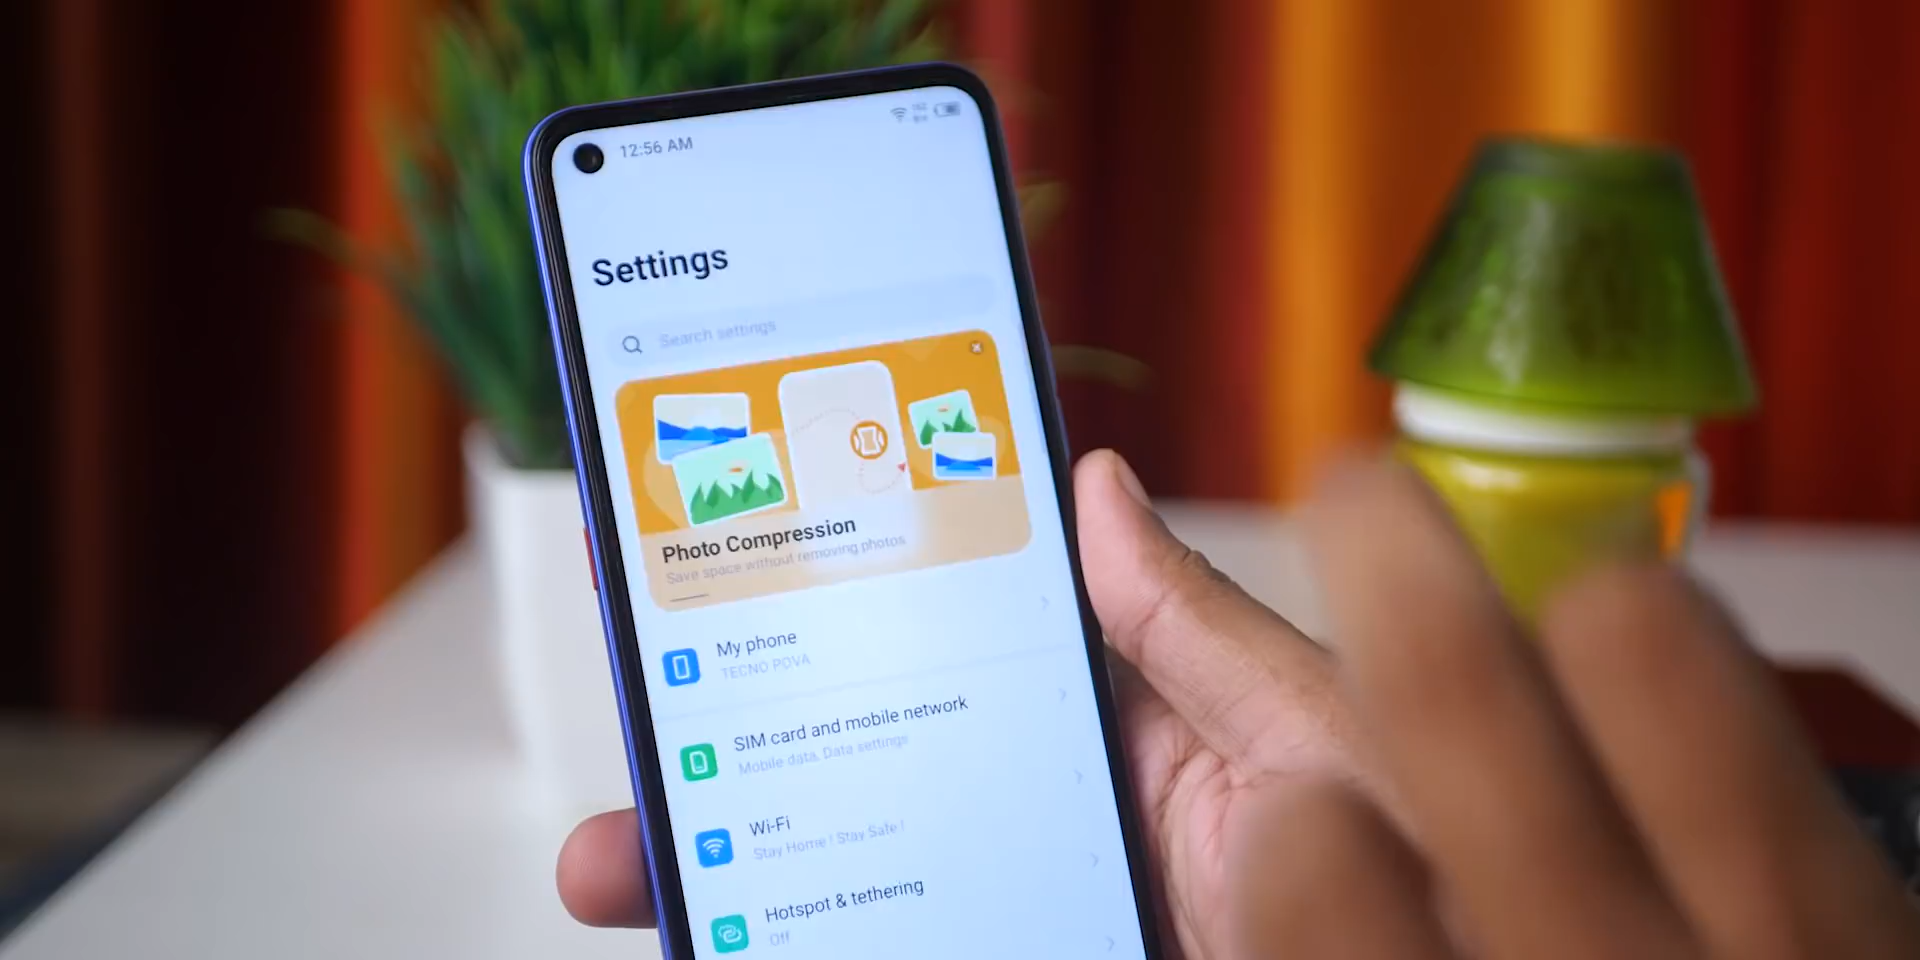 12:56 AM
Settings
Search settings
Photo Compression
Save space without removing photos
My phone
TECNO POVA
SIM card and mobile network
Mobile data, Data settings
Wi-Fi
Stay Home ! Stay Safe !
Hotspot & tethering
Off